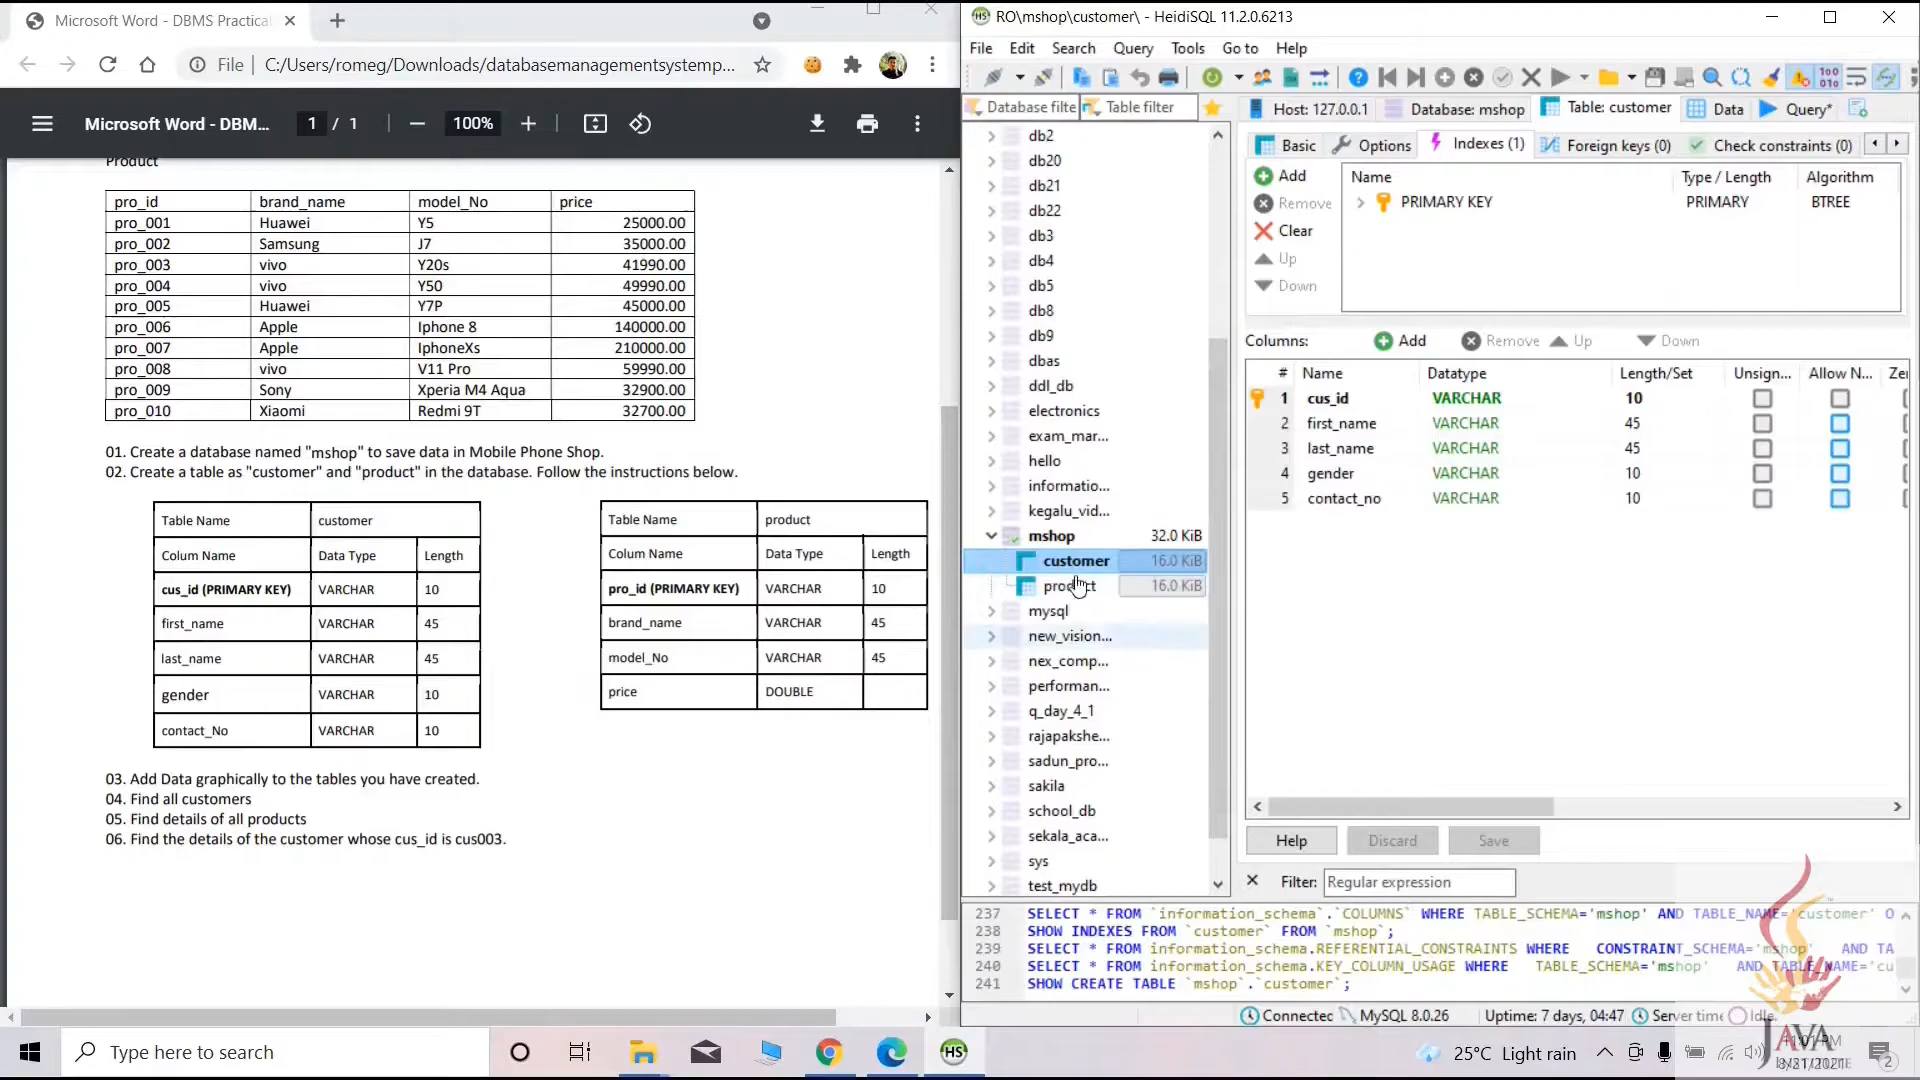 Microsoft Word - DBMS Practica
File C:/Users/romeg/Downloads/databasemanagementsystemp...
Microsoft Word - DBM... 1 / 1 100%
Product
pro_id brand_name model_No price
pro_001 Huawei Y5 25000.00
pro_002 Samsung J7 35000.00
pro_003 vivo Y20s 41990.00
pro_004 vivo Y50 49990.00
pro_005 Huawei Y7P 45000.00
pro_006 Apple Iphone 8 140000.00
pro_007 Apple IphoneXs 210000.00
pro_008 vivo V11 Pro 59990.00
pro_009 Sony Xperia M4 Aqua 32900.00
pro_010 Xiaomi Redmi 9T 32700.00
01. Create a database named "mshop" to save data in Mobile Phone Shop.
02. Create a table as "customer" and "product" in the database. Follow the instructions below.
Table Name customer
Colum Name Data Type Length
cus_id (PRIMARY KEY) VARCHAR 10
first_name VARCHAR 45
last_name VARCHAR 45
gender VARCHAR 10
contact_No VARCHAR 10
Table Name product
Colum Name Data Type Length
pro_id (PRIMARY KEY) VARCHAR 10
brand_name VARCHAR 45
model_No VARCHAR 45
price DOUBLE
03. Add Data graphically to the tables you have created.
04. Find all customers
05. Find details of all products
06. Find the details of the customer whose cus_id is cus003.
RO\mshop\customer\ - HeidiSQL 11.2.0.6213
File Edit Search Query Tools Go to Help
Database filte Table filter
Host: 127.0.0.1 Database: mshop Table: customer Data Query*
db2
db20
db21
db22
db3
db4
db5
db8
db9
dbas
ddl_db
electronics
exam_mar...
hello
informatio...
kegalu_vid...
mshop 32.0 KiB
customer 16.0 KiB
product 16.0 KiB
mysql
new_vision...
nex_comp...
performan...
q_day_4_1
rajapakshe...
sadun_pro...
sakila
school_db
sekala_aca...
sys
test_mydb
Basic Options Indexes (1) Foreign keys (0) Check constraints (0)
Add
Remove
Clear
Up
Down
Name Type / Length Algorithm
PRIMARY KEY PRIMARY BTREE
Columns: Add Remove Up Down
# Name Datatype Length/Set Unsign... Allow N... Zer
1 cus_id VARCHAR 10
2 first_name VARCHAR 45
3 last_name VARCHAR 45
4 gender VARCHAR 10
5 contact_no VARCHAR 10
Help Discard Save
Filter: Regular expression
237 SELECT * FROM `information_schema`.`COLUMNS` WHERE TABLE_SCHEMA='mshop' AND TABLE_NAME='customer' O
238 SHOW INDEXES FROM `customer` FROM `mshop`;
239 SELECT * FROM information_schema.REFERENTIAL_CONSTRAINTS WHERE CONSTRAINT_SCHEMA='mshop' AND TA
240 SELECT * FROM information_schema.KEY_COLUMN_USAGE WHERE TABLE_SCHEMA='mshop' AND TABLE_NAME='cu
241 SHOW CREATE TABLE `mshop`.`customer`;
Connected MySQL 8.0.26 Uptime: 7 days, 04:47 Server time Idle.
Type here to search
25°C Light rain
11:01 PM
8/21/2021
2
JAVA